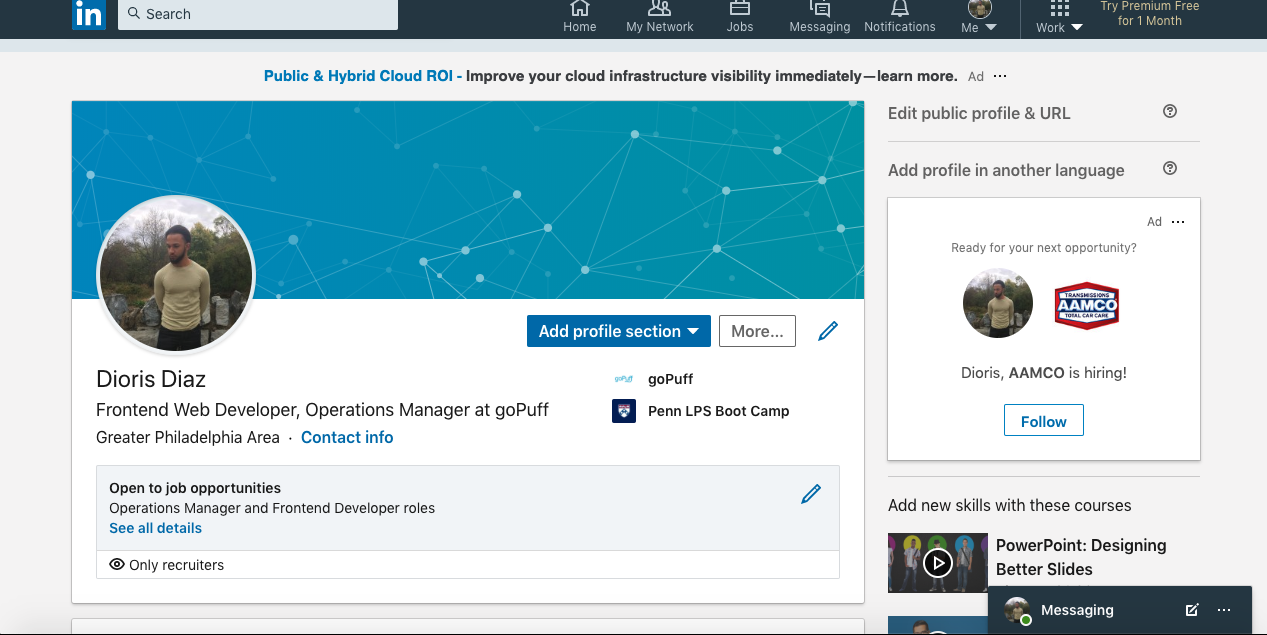 in
Search
Home
My Network
Jobs
Messaging
Notifications
Me
Work
Try Premium Free
for 1 Month
Public & Hybrid Cloud ROI - Improve your cloud infrastructure visibility immediately—learn more. Ad ...
Add profile section
More...
Dioris Diaz
Frontend Web Developer, Operations Manager at goPuff
Greater Philadelphia Area · Contact info
goPuff
goPuff
Penn LPS Boot Camp
Open to job opportunities
Operations Manager and Frontend Developer roles
See all details
Only recruiters
Edit public profile & URL
?
Add profile in another language
?
Ad ...
Ready for your next opportunity?
TRANSMISSIONS
AAMCO
TOTAL CAR CARE
Dioris, AAMCO is hiring!
Follow
Add new skills with these courses
PowerPoint: Designing
Better Slides
Messaging
...